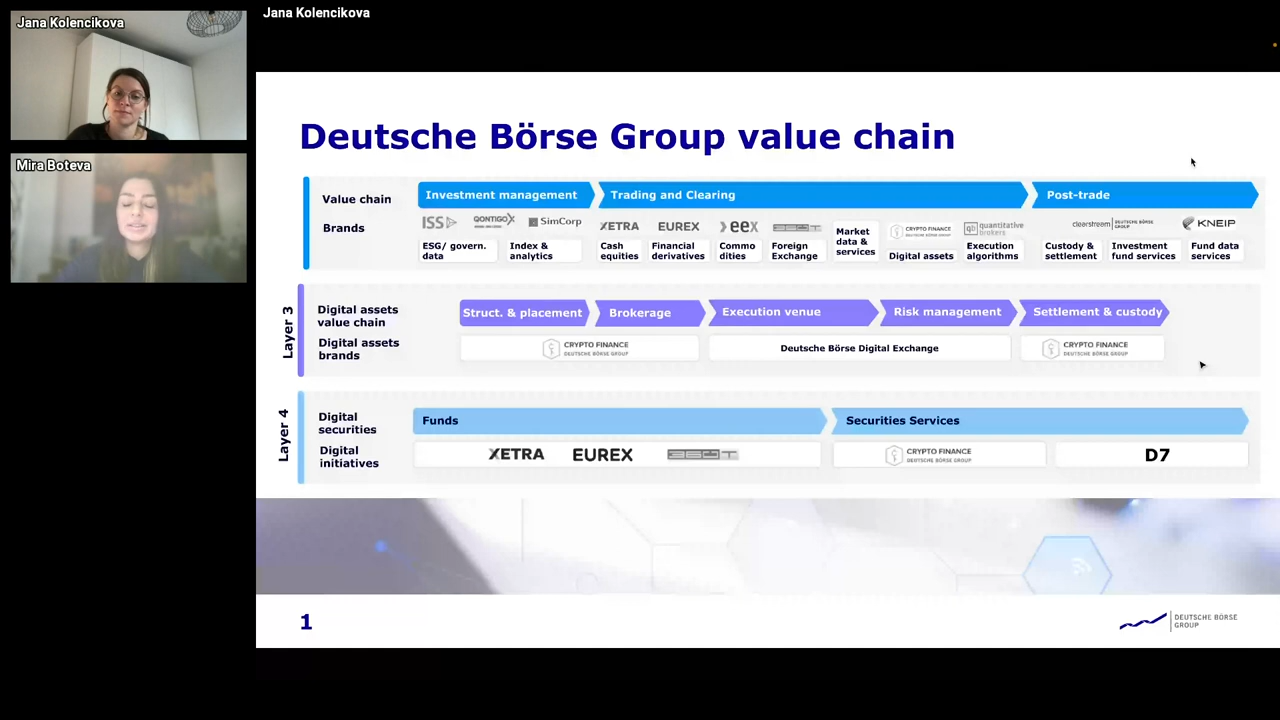 Jana Kolencikova
Mira Boteva
Jana Kolencikova
Deutsche Börse Group value chain
Value chain
Investment management
Trading and Clearing
Post-trade
Brands
ISS
QONTIGO
SimCorp
XETRA
EUREX
eex
360T
Market
data &
services
CRYPTO FINANCE
DEUTSCHE BÖRSE GROUP
Digital assets
qb
quantitative
brokers
clearstream
DEUTSCHE BÖRSE
GROUP
KNEIP
ESG/ govern.
data
Index &
analytics
Cash
equities
Financial
derivatives
Commo
dities
Foreign
Exchange
Execution
algorithms
Custody &
settlement
Investment
fund services
Fund data
services
Layer 3
Digital assets
value chain
Struct. & placement
Brokerage
Execution venue
Risk management
Settlement & custody
Digital assets
brands
CRYPTO FINANCE
DEUTSCHE BÖRSE GROUP
Deutsche Börse Digital Exchange
CRYPTO FINANCE
DEUTSCHE BÖRSE GROUP
Layer 4
Digital
securities
Funds
Securities Services
Digital
initiatives
XETRA
EUREX
360T
CRYPTO FINANCE
DEUTSCHE BÖRSE GROUP
D7
1
DEUTSCHE BÖRSE
GROUP